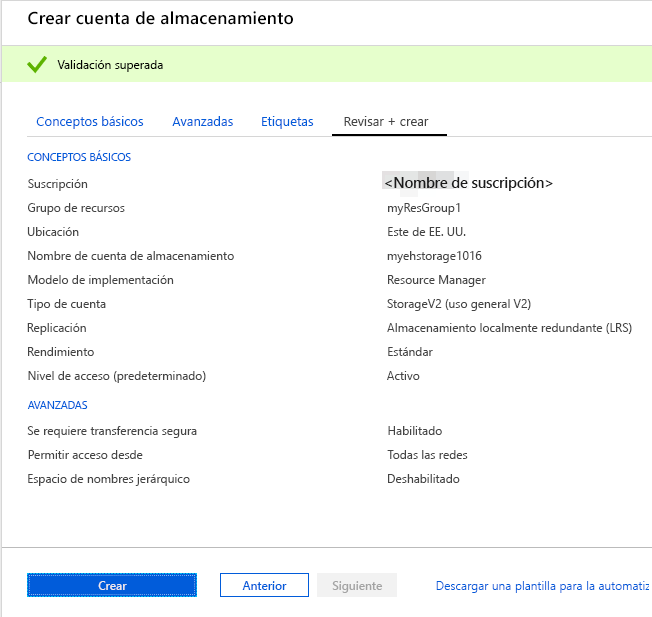 Crear cuenta de almacenamiento
Validación superada
Conceptos básicos Avanzadas Etiquetas Revisar + crear
CONCEPTOS BÁSICOS
Suscripción <Nombre de suscripción>
Grupo de recursos myResGroup1
Ubicación Este de EE. UU.
Nombre de cuenta de almacenamiento myehstorage1016
Modelo de implementación Resource Manager
Tipo de cuenta StorageV2 (uso general V2)
Replicación Almacenamiento localmente redundante (LRS)
Rendimiento Estándar
Nivel de acceso (predeterminado) Activo
AVANZADAS
Se requiere transferencia segura Habilitado
Permitir acceso desde Todas las redes
Espacio de nombres jerárquico Deshabilitado
Crear Anterior Siguiente Descargar una plantilla para la automatiz